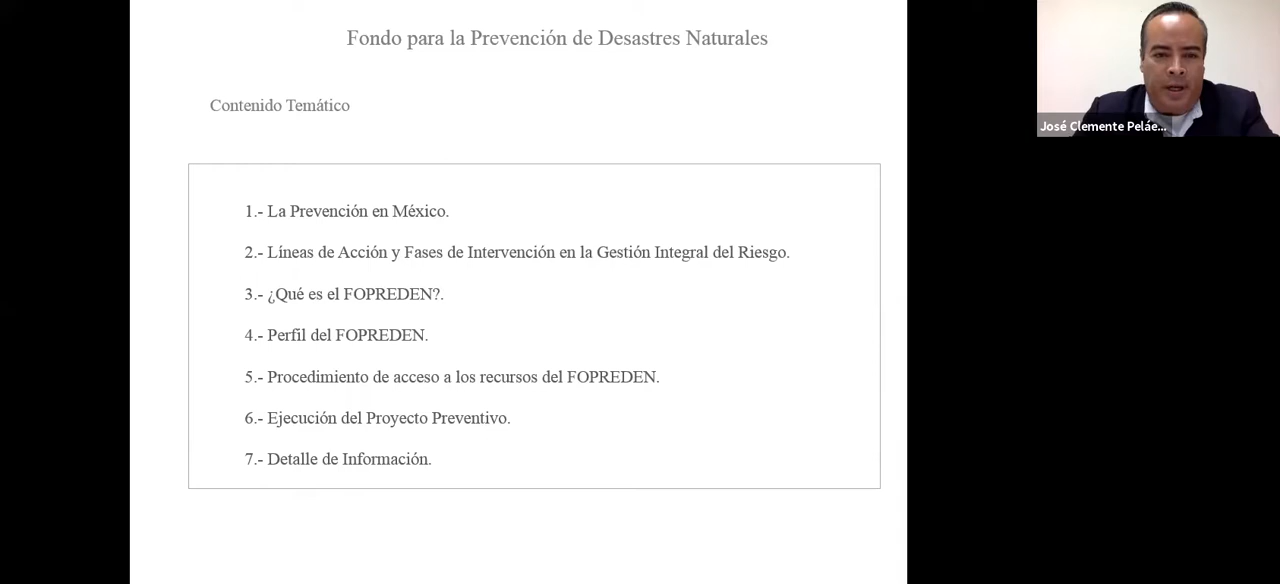 Fondo para la Prevención de Desastres Naturales
Contenido Temático
1.- La Prevención en México.
2.- Líneas de Acción y Fases de Intervención en la Gestión Integral del Riesgo.
3.- ¿Qué es el FOPREDEN?.
4.- Perfil del FOPREDEN.
5.- Procedimiento de acceso a los recursos del FOPREDEN.
6.- Ejecución del Proyecto Preventivo.
7.- Detalle de Información.
José Clemente Peláe...